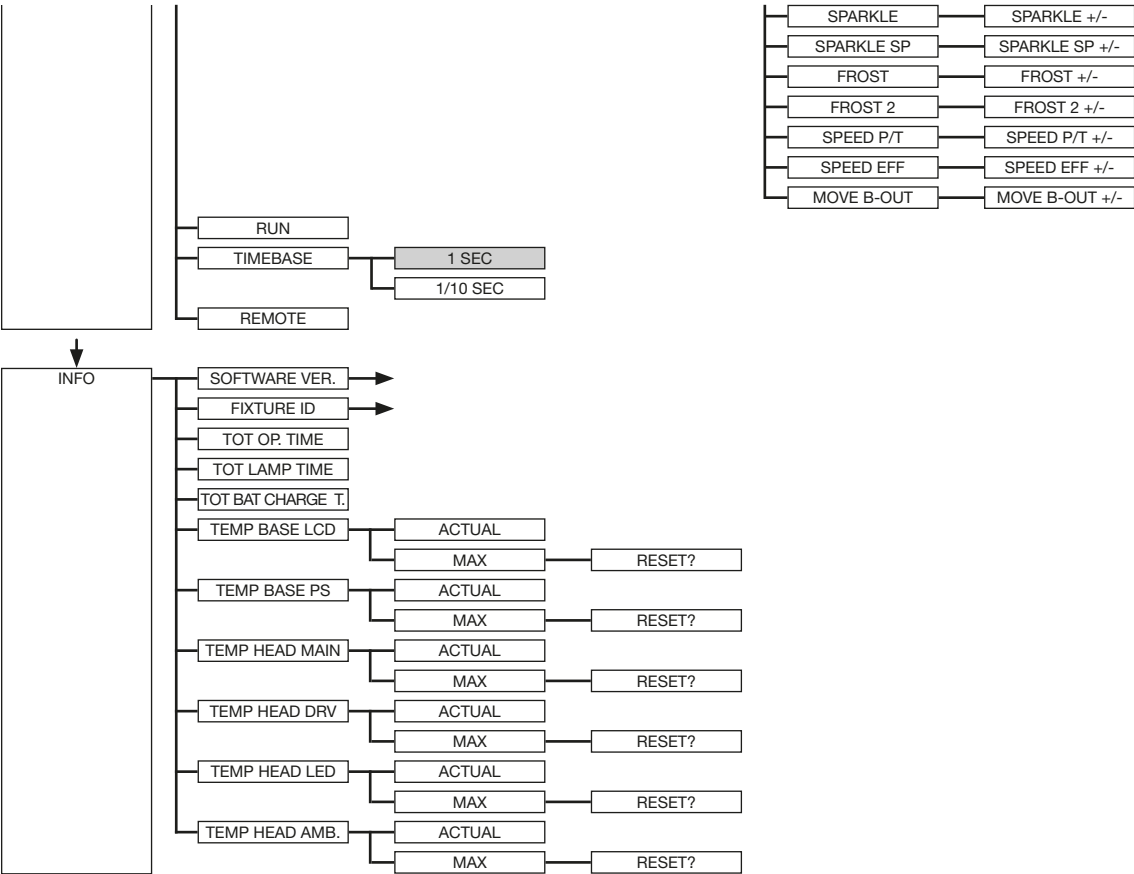 SPARKLE SPARKLE +/-
SPARKLE SP SPARKLE SP +/-
FROST FROST +/-
FROST 2 FROST 2 +/-
SPEED P/T SPEED P/T +/-
SPEED EFF SPEED EFF +/-
MOVE B-OUT MOVE B-OUT +/-
RUN
TIMEBASE 1 SEC
1/10 SEC
REMOTE
INFO SOFTWARE VER.
FIXTURE ID
TOT OP. TIME
TOT LAMP TIME
TOT BAT CHARGE T.
TEMP BASE LCD ACTUAL
MAX RESET?
TEMP BASE PS ACTUAL
MAX RESET?
TEMP HEAD MAIN ACTUAL
MAX RESET?
TEMP HEAD DRV ACTUAL
MAX RESET?
TEMP HEAD LED ACTUAL
MAX RESET?
TEMP HEAD AMB. ACTUAL
MAX RESET?